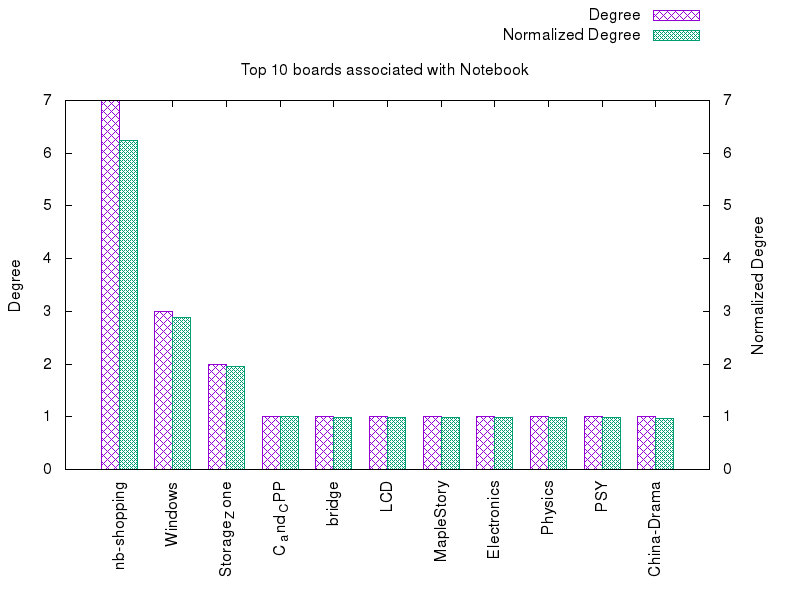 Degree
Normalized Degree
Top 10 boards associated with Notebook
7 7
6 6
5 5
4 4
3 3
2 2
1 1
0 0
Degree
Normalized Degree
nb-shopping
Windows
StorageZone
CandCPP
bridge
LCD
MapleStory
Electronics
Physics
PSY
China-Drama